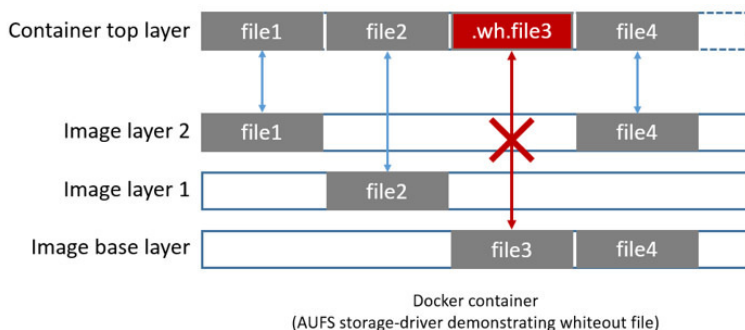 Container top layer file1 file2 .wh.file3 file4
Image layer 2 file1 file4
Image layer 1 file2
Image base layer file3 file4
Docker container
(AUFS storage-driver demonstrating whiteout file)